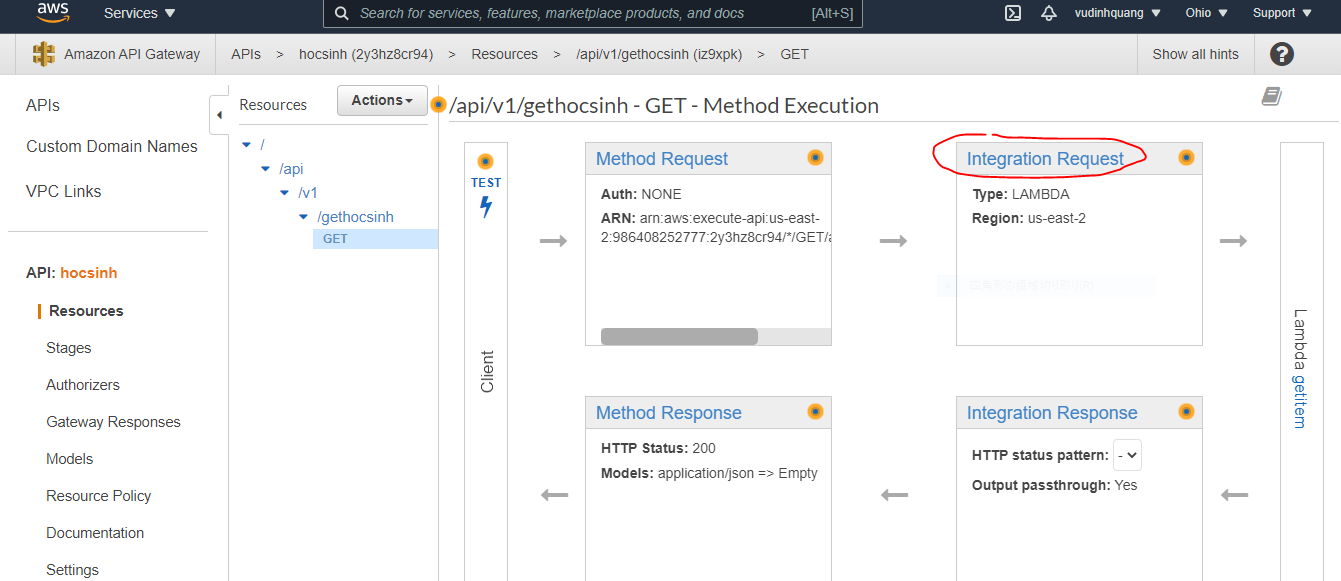 aws
Services
Search for services, features, marketplace products, and docs
[Alt+S]
vudinhquang
Ohio
Support
Amazon API Gateway
APIs > hocsinh (2y3hz8cr94) > Resources > /api/v1/gethocsinh (iz9xpk) > GET
Show all hints
?
APIs
Custom Domain Names
VPC Links
API: hocsinh
Resources
Stages
Authorizers
Gateway Responses
Models
Resource Policy
Documentation
Settings
Resources
Actions
/
/api
/v1
/gethocsinh
GET
/api/v1/gethocsinh - GET - Method Execution
TEST
Client
Method Request
Auth: NONE
ARN: arn:aws:execute-api:us-east-
2:986408252777:2y3hz8cr94/*/GET/a
Integration Request
Type: LAMBDA
Region: us-east-2
Lambda getitem
Method Response
HTTP Status: 200
Models: application/json => Empty
Integration Response
HTTP status pattern: -
Output passthrough: Yes